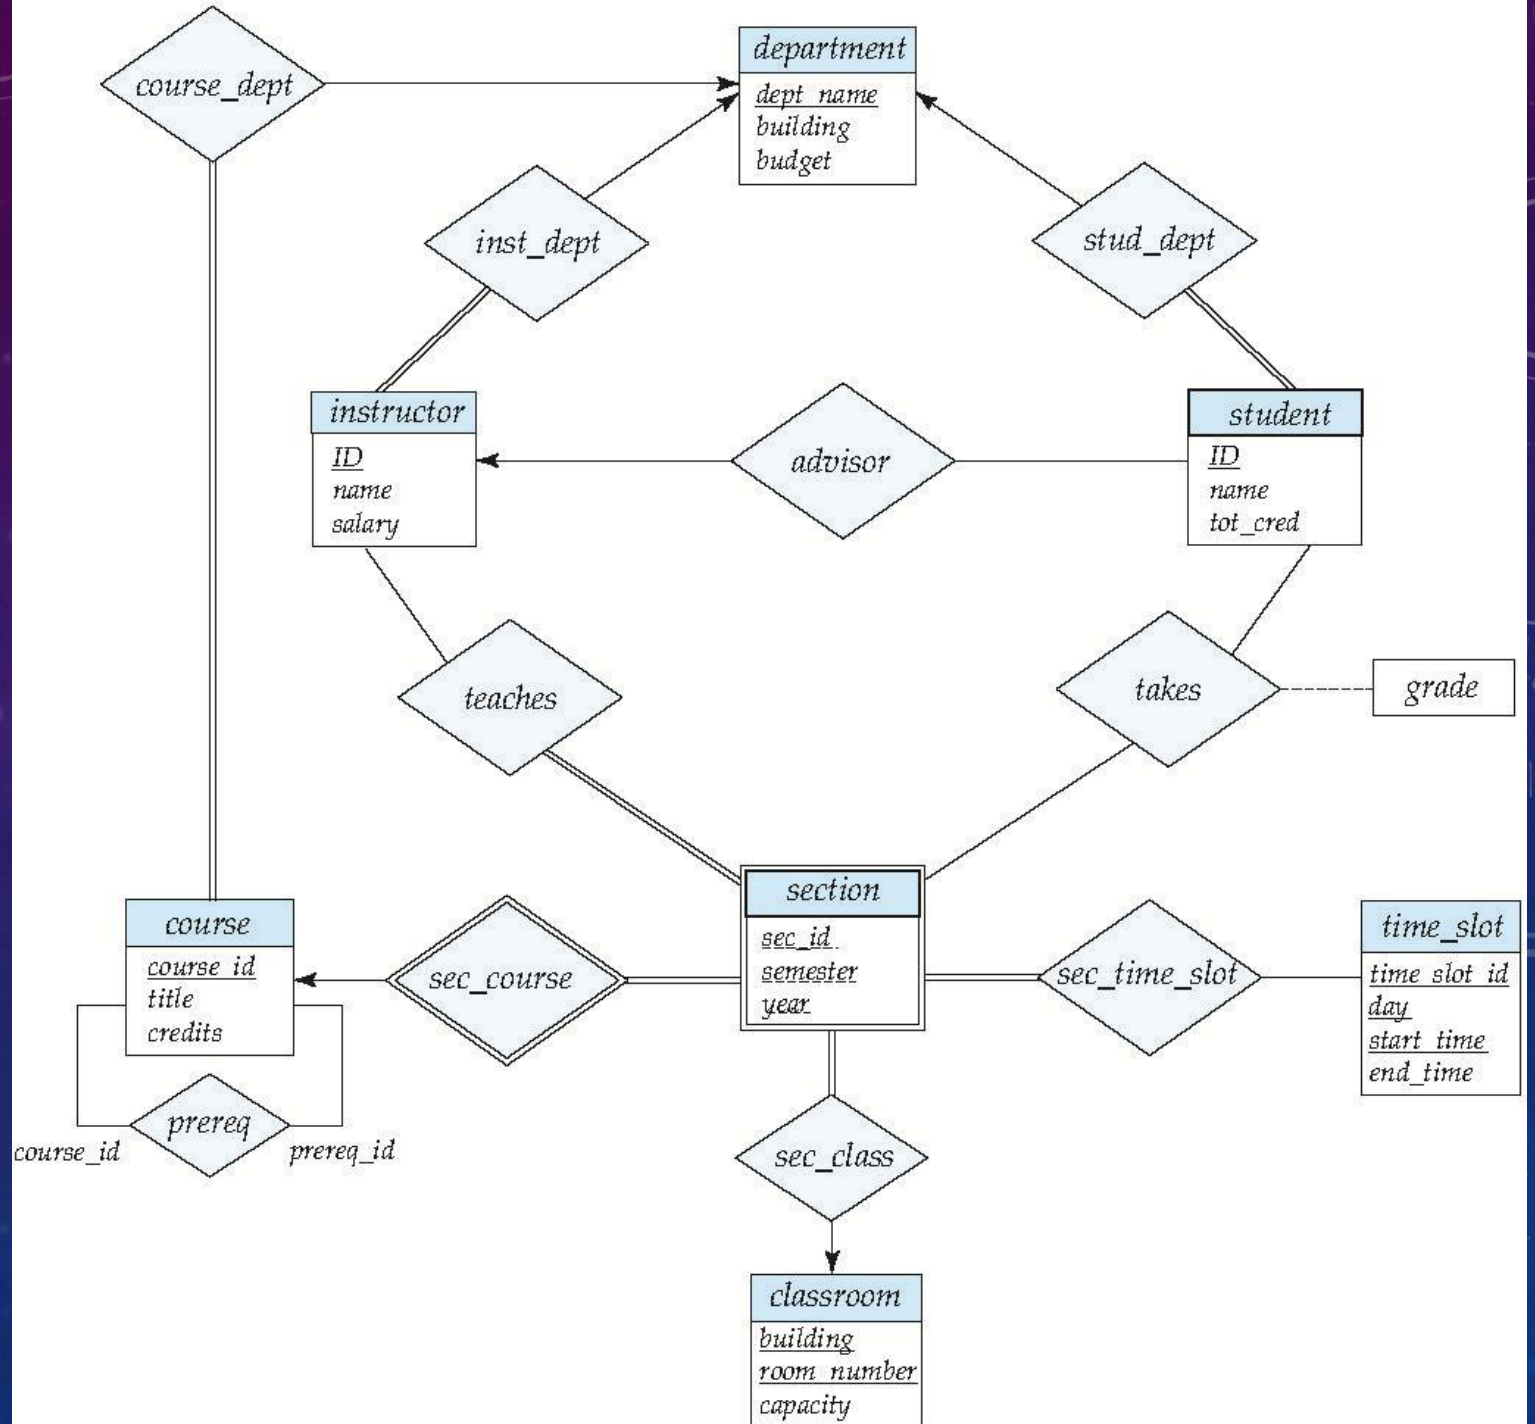 course_dept
department
dept_name
building
budget
inst_dept
stud_dept
instructor
ID
name
salary
advisor
student
ID
name
tot_cred
teaches
takes
grade
course
course_id
title
credits
sec_course
section
sec_id
semester
year
sec_time_slot
time_slot
time_slot_id
day
start_time
end_time
prereq
course_id
prereq_id
sec_class
classroom
building
room_number
capacity